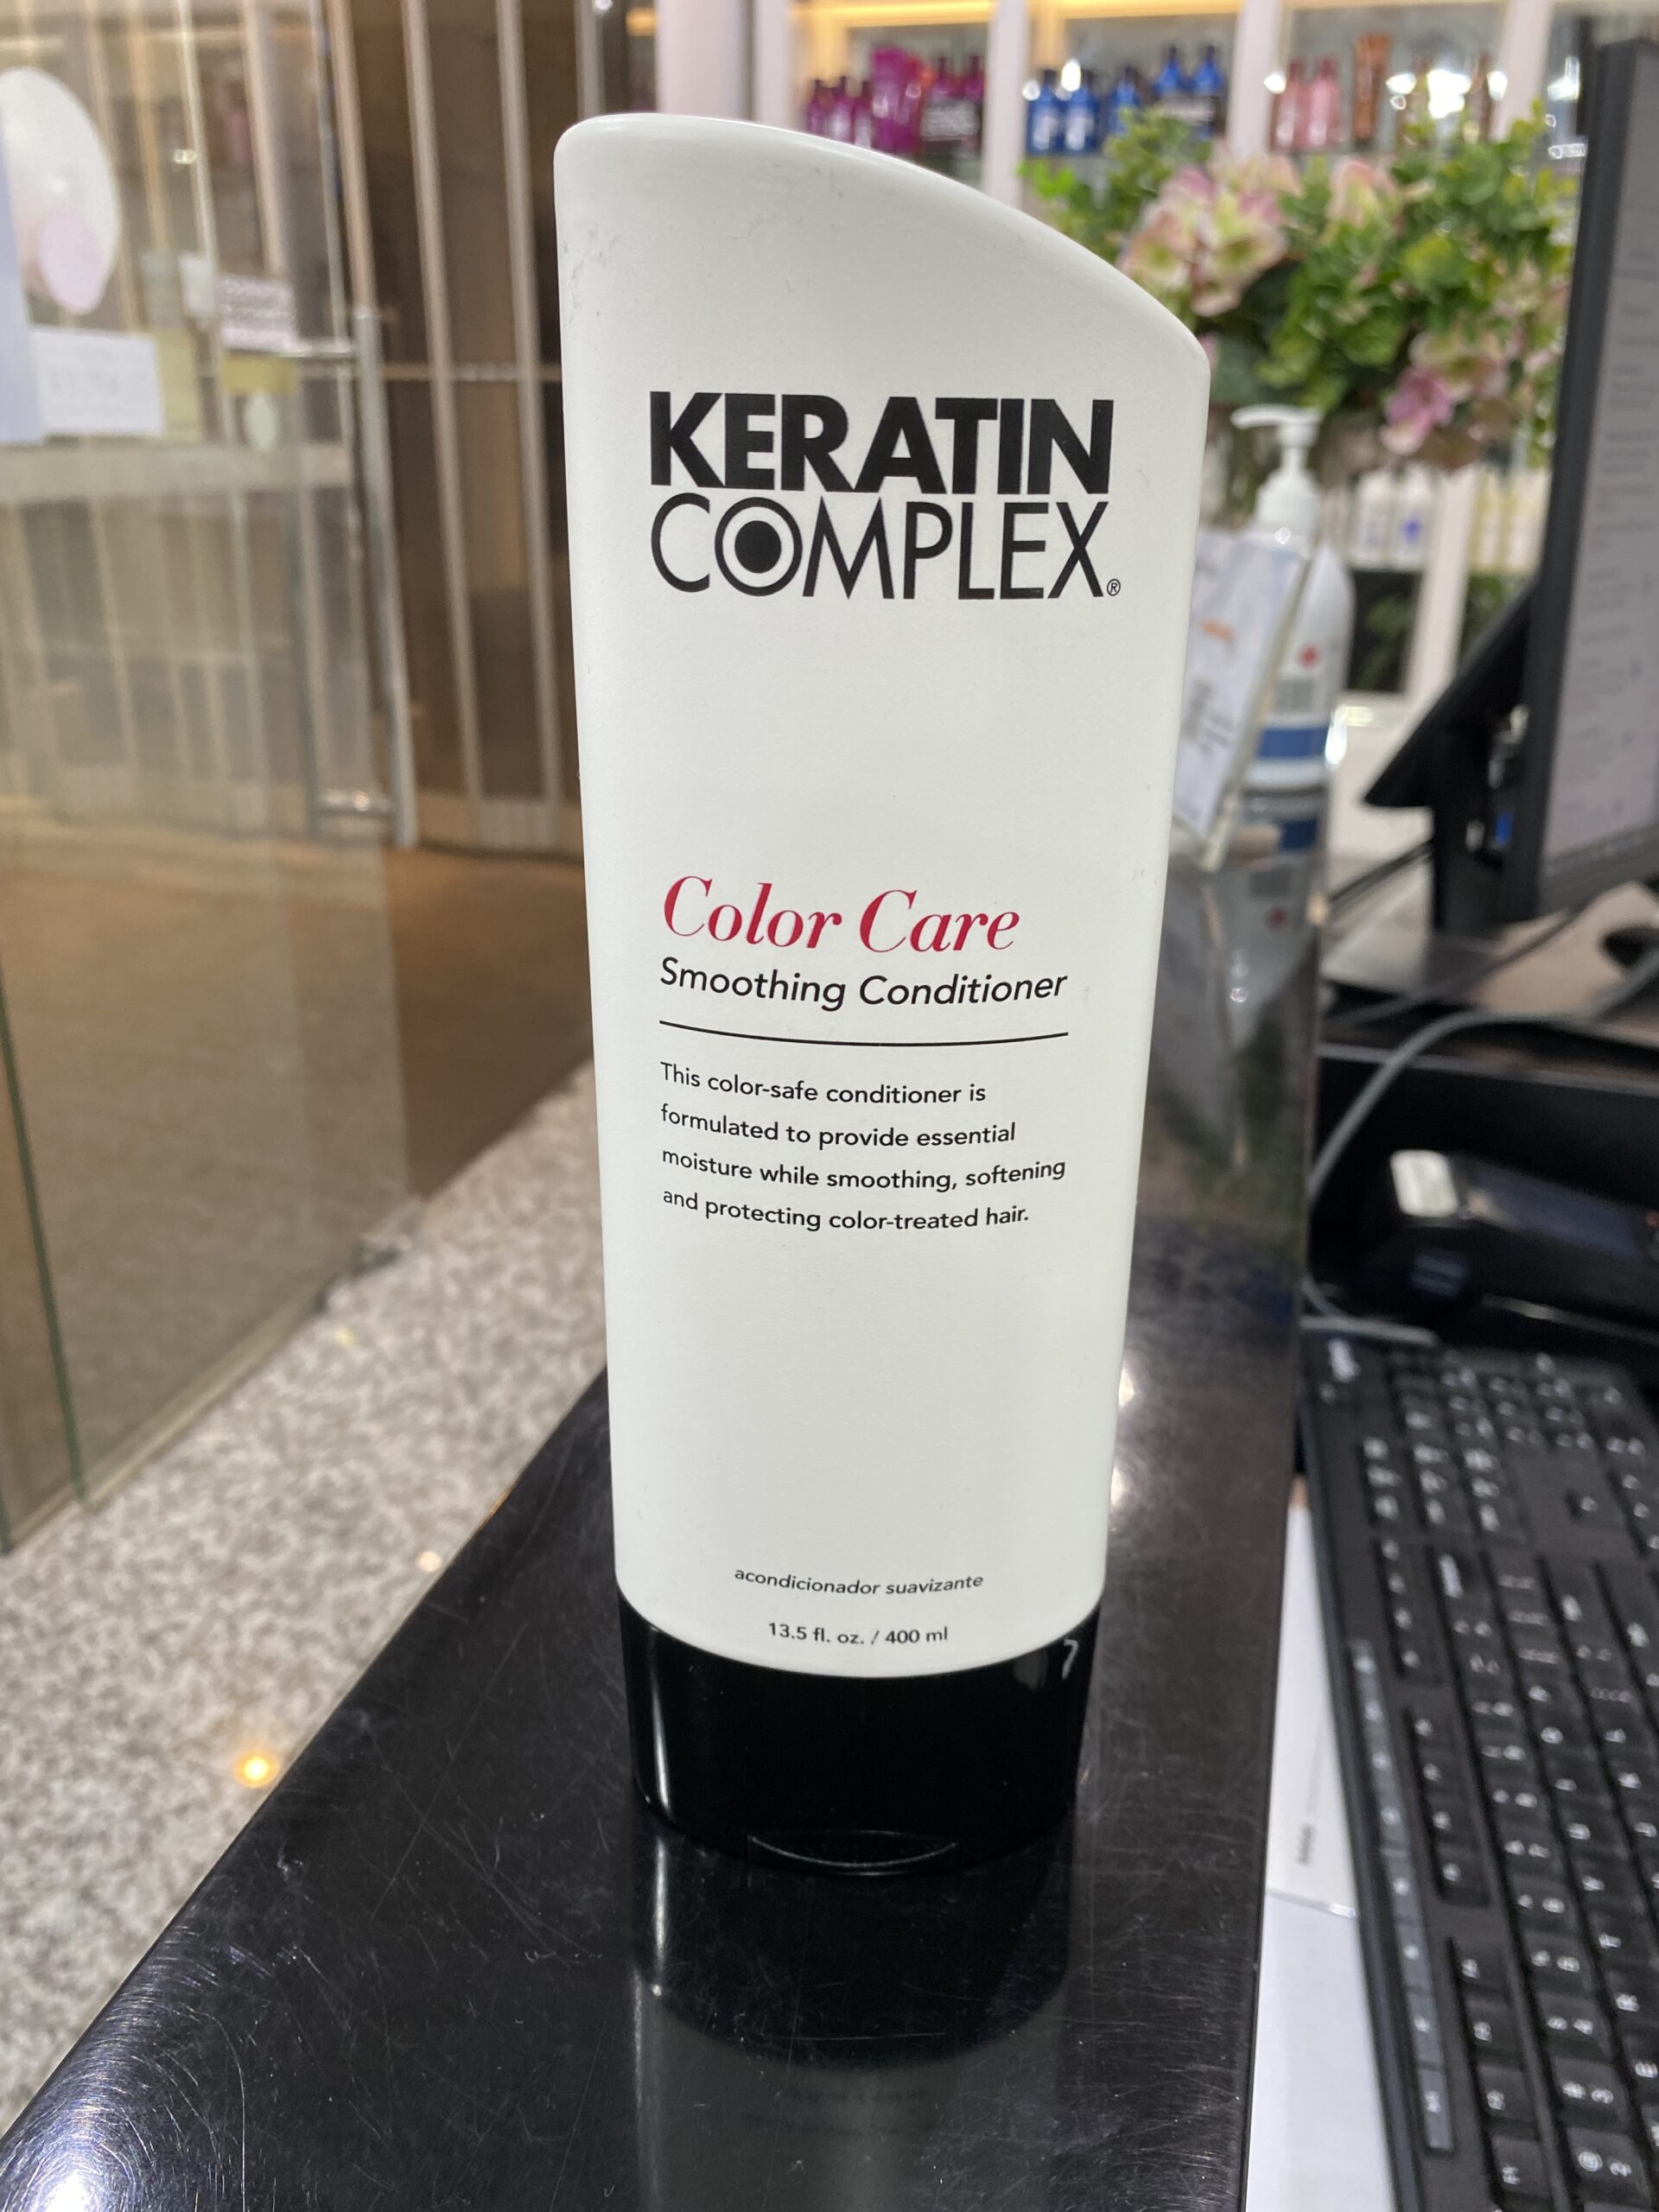 KERATIN
COMPLEX®
Color Care
Smoothing Conditioner
This color-safe conditioner is
formulated to provide essential
moisture while smoothing, softening
and protecting color-treated hair.
acondicionador suavizante
13.5 fl. oz. / 400 ml